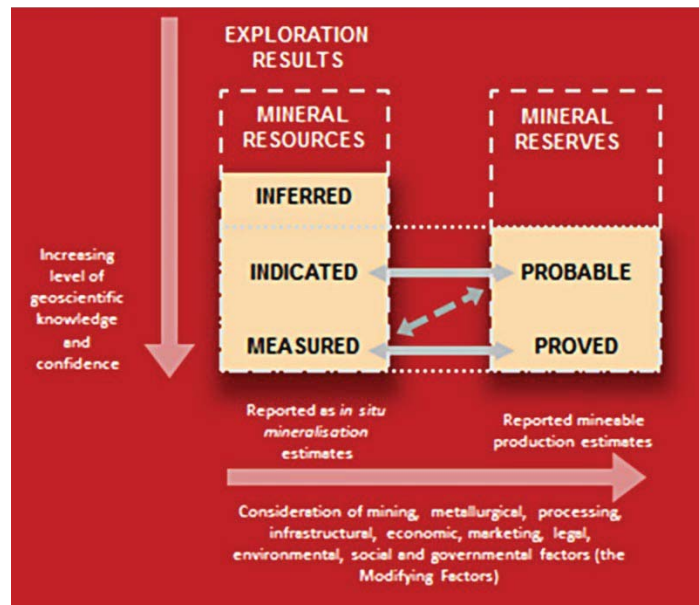 EXPLORATION
RESULTS
MINERAL
RESOURCES
MINERAL
RESERVES
INFERRED
INDICATED
PROBABLE
MEASURED
PROVED
Increasing
level of
geoscientific
knowledge
and
confidence
Reported as in situ
mineralisation
estimates
Reported mineable
production estimates
Consideration of mining, metallurgical, processing,
infrastructural, economic, marketing, legal,
environmental, social and governmental factors (the
Modifying Factors)